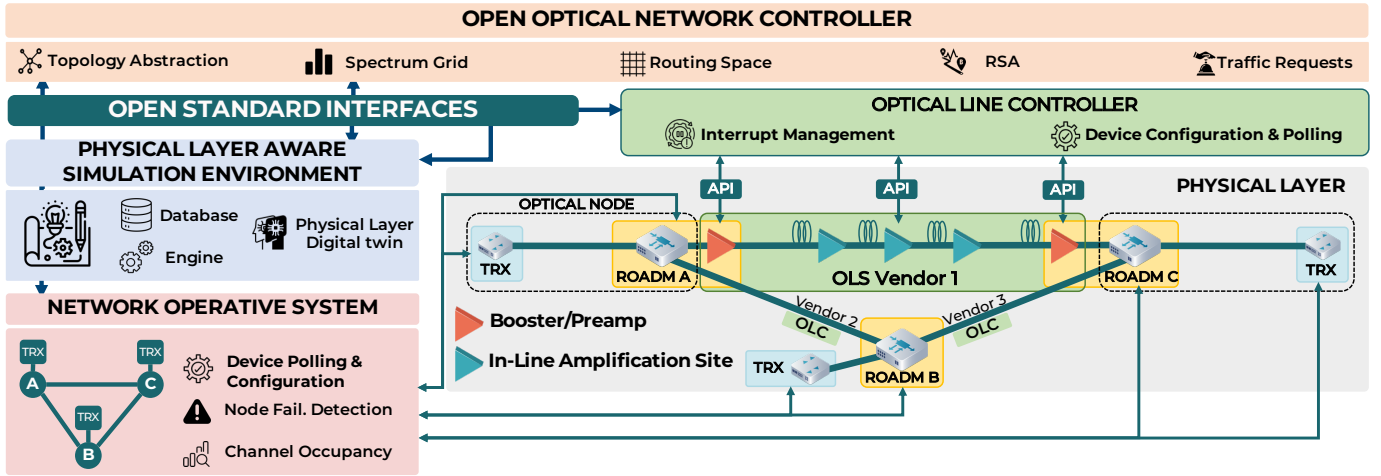 OPEN OPTICAL NETWORK CONTROLLER
Topology Abstraction
Spectrum Grid
Routing Space
RSA
Traffic Requests
OPEN STANDARD INTERFACES
OPTICAL LINE CONTROLLER
Interrupt Management
Device Configuration & Polling
PHYSICAL LAYER AWARE
SIMULATION ENVIRONMENT
Database
Engine
Physical Layer
Digital twin
API
API
API
PHYSICAL LAYER
OPTICAL NODE
TRX
ROADM A
OLS Vendor 1
ROADM C
TRX
Vendor 2
OLC
Vendor 3
OLC
TRX
ROADM B
Booster/Preamp
In-Line Amplification Site
NETWORK OPERATIVE SYSTEM
TRX
TRX
A
C
TRX
B
Device Polling &
Configuration
Node Fail. Detection
Channel Occupancy